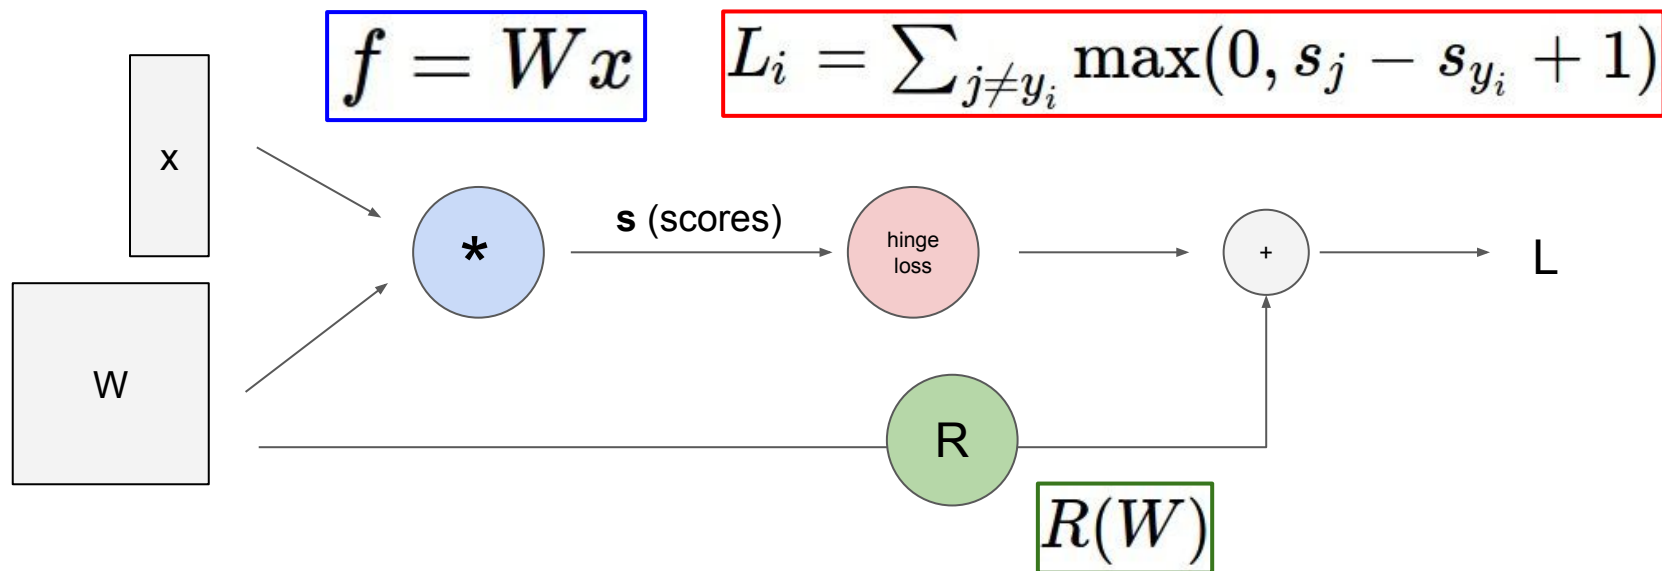 f = Wx
L_i = ∑_{j≠y_i} max(0, s_j − s_{y_i} + 1)
x
*
s (scores)
hinge
loss
+
L
W
R
R(W)